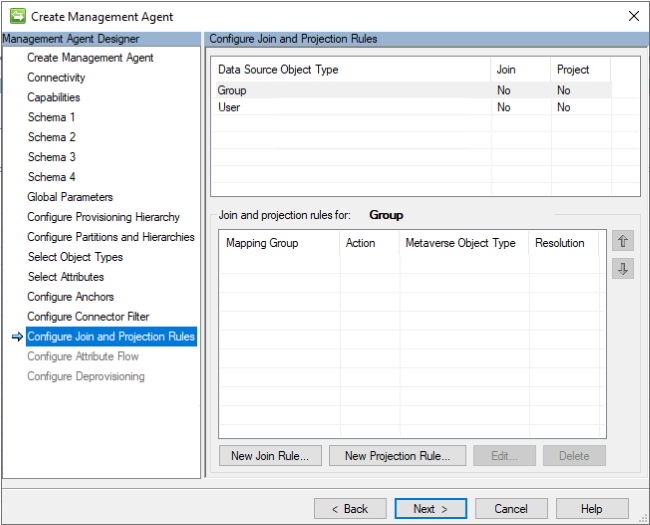 Create Management Agent
Management Agent Designer
Create Management Agent
Connectivity
Capabilities
Schema 1
Schema 2
Schema 3
Schema 4
Global Parameters
Configure Provisioning Hierarchy
Configure Partitions and Hierarchies
Select Object Types
Select Attributes
Configure Anchors
Configure Connector Filter
Configure Join and Projection Rules
Configure Attribute Flow
Configure Deprovisioning
Configure Join and Projection Rules
Data Source Object Type Join Project
Group No No
User No No
Join and projection rules for: Group
Mapping Group Action Metaverse Object Type Resolution
New Join Rule... New Projection Rule... Edit... Delete
< Back Next > Cancel Help